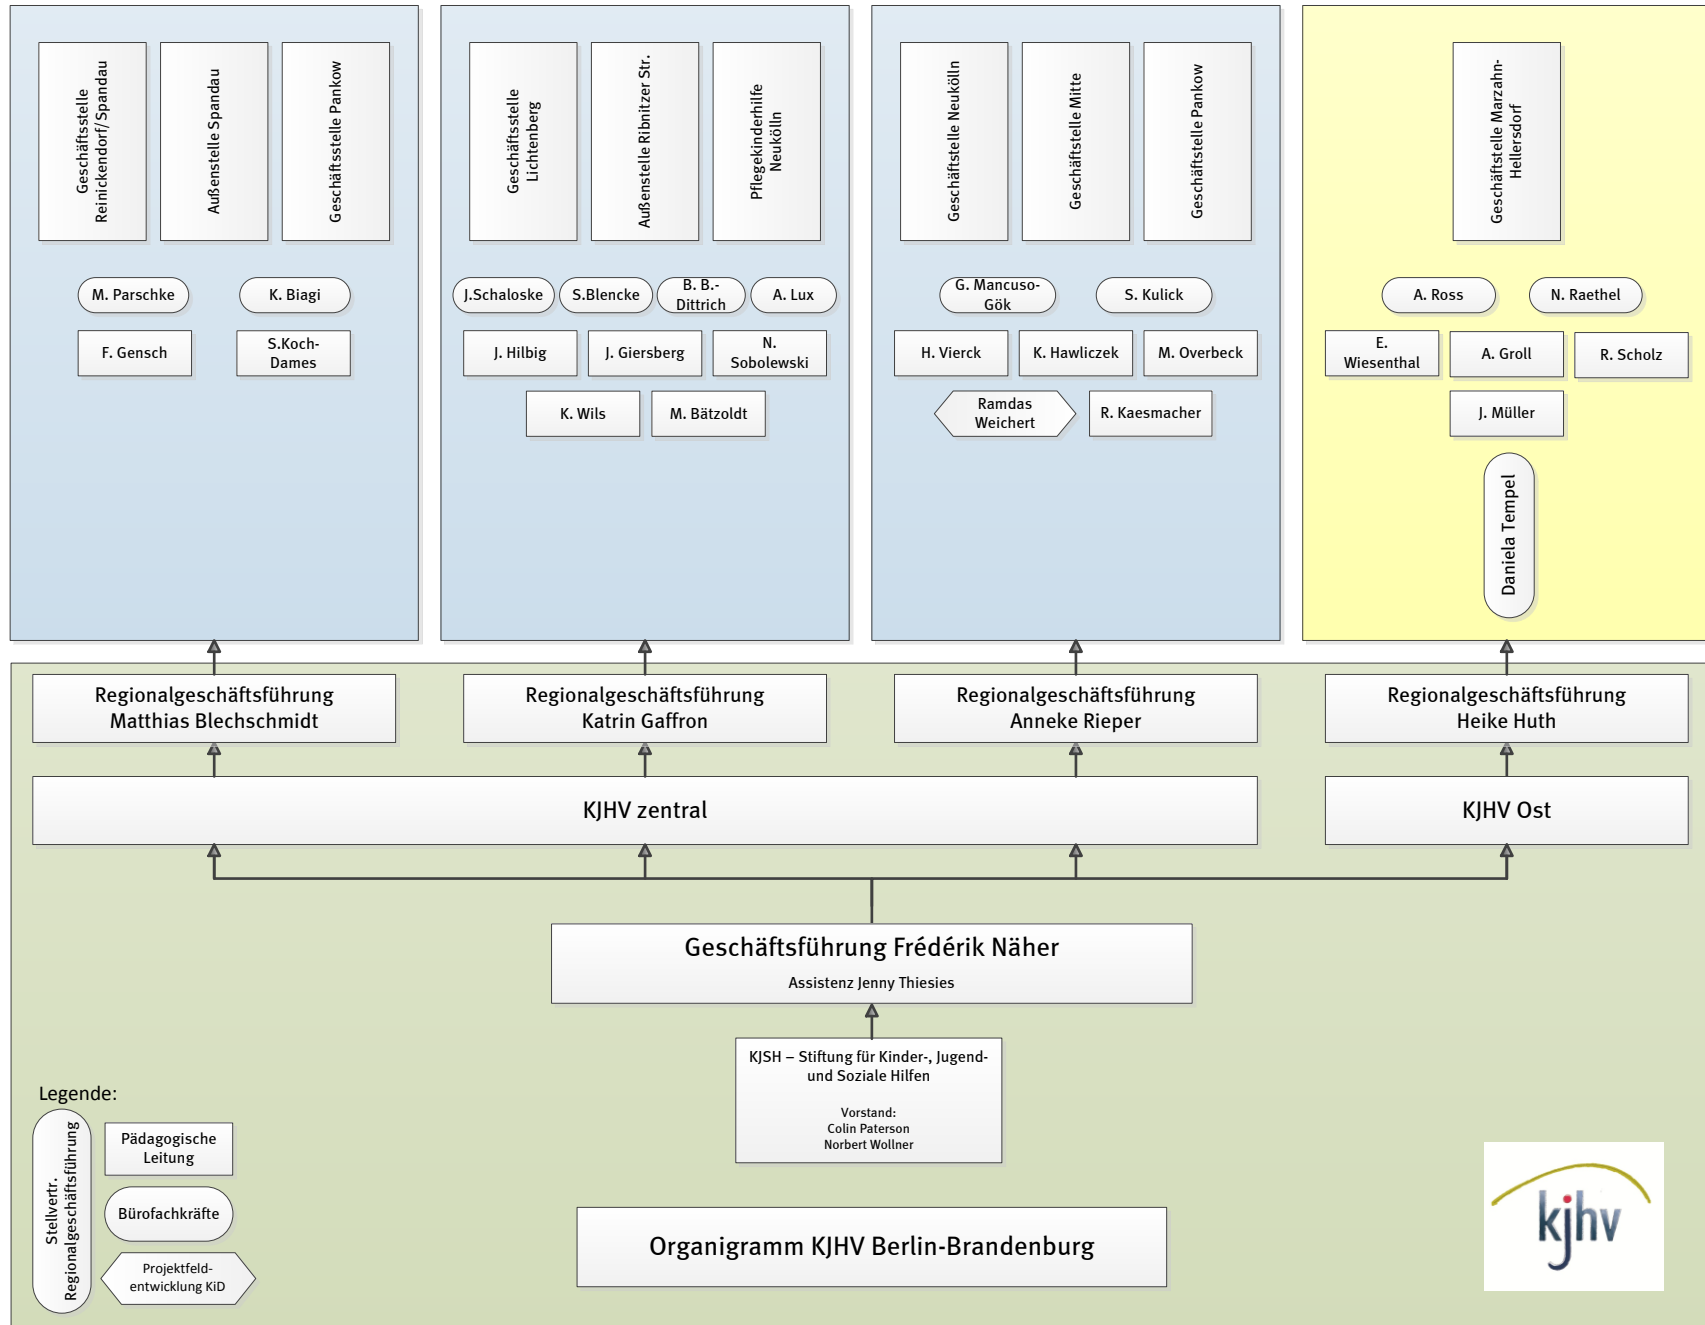 Geschäftsstelle
Reinickendorf/Spandau
Außenstelle Spandau
Geschäftsstelle Pankow
M. Parschke
K. Biagi
F. Gensch
S.Koch-
Dames
Geschäftsstelle
Lichtenberg
Außenstelle Ribnitzer Str.
Pflegekinderhilfe
Neukölln
J.Schaloske
S.Blencke
B. B.-
Dittrich
A. Lux
J. Hilbig
J. Giersberg
N.
Sobolewski
K. Wils
M. Bätzoldt
Geschäftstelle Neukölln
Geschäftstelle Mitte
Geschäftstelle Pankow
G. Mancuso-
Gök
S. Kulick
H. Vierck
K. Hawliczek
M. Overbeck
Ramdas
Weichert
R. Kaesmacher
Geschäftstelle Marzahn-
Hellersdorf
A. Ross
N. Raethel
E.
Wiesenthal
A. Groll
R. Scholz
J. Müller
Daniela Tempel
Regionalgeschäftsführung
Matthias Blechschmidt
Regionalgeschäftsführung
Katrin Gaffron
Regionalgeschäftsführung
Anneke Rieper
Regionalgeschäftsführung
Heike Huth
KJHV zentral
KJHV Ost
Geschäftsführung Frédérik Näher
Assistenz Jenny Thiesies
KJSH – Stiftung für Kinder-, Jugend-
und Soziale Hilfen
Vorstand:
Colin Paterson
Norbert Wollner
Legende:
Stellvertr.
Regionalgeschäftsführung
Pädagogische
Leitung
Bürofachkräfte
Projektfeld-
entwicklung KiD
Organigramm KJHV Berlin-Brandenburg
kjhv